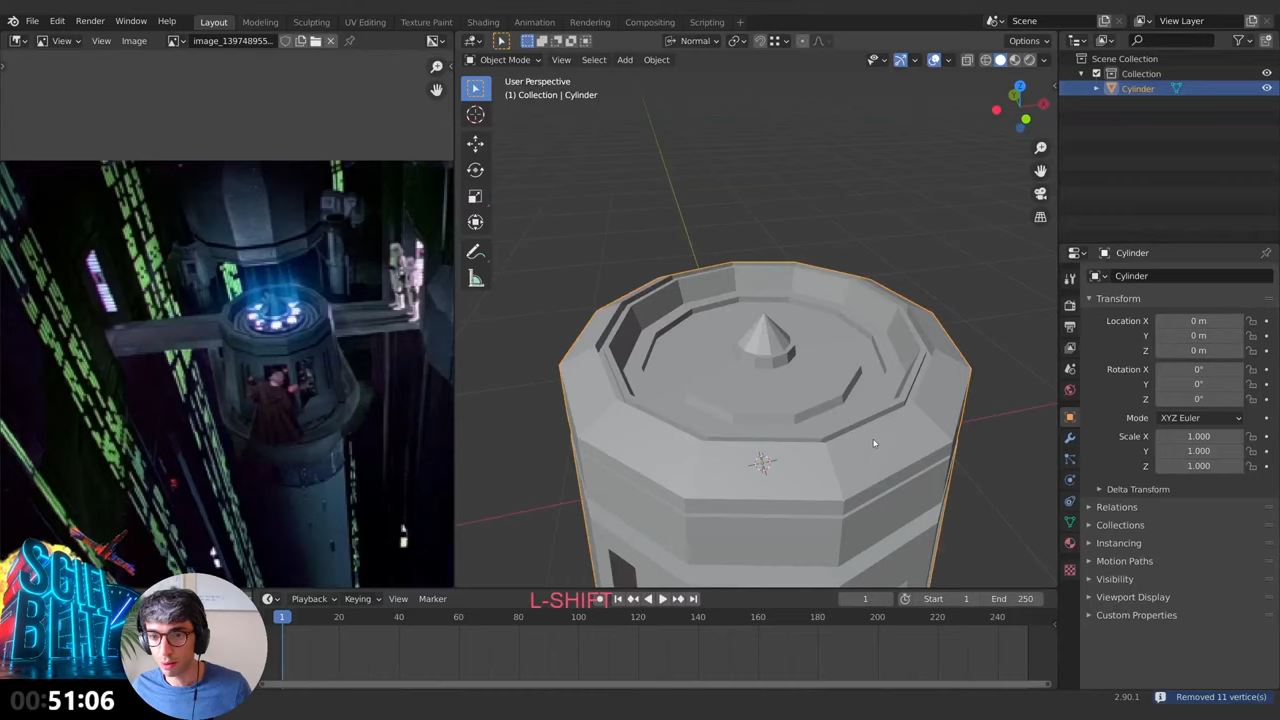 File Edit Render Window Help
Layout Modeling Sculpting UV Editing Texture Paint Shading Animation Rendering Compositing Scripting +
Scene
View Layer
View View Image
image_139748955...
Normal
Options
Object Mode View Select Add Object
User Perspective
(1) Collection | Cylinder
Scene Collection
Collection
Cylinder
Cylinder
Cylinder
Transform
Location X 0 m
Y 0 m
Z 0 m
Rotation X 0°
Y 0°
Z 0°
Mode XYZ Euler
Scale X 1.000
Y 1.000
Z 1.000
Delta Transform
Relations
Collections
Instancing
Motion Paths
Visibility
Viewport Display
Custom Properties
Playback Keying View Marker
L-SHIFT
1 Start 1 End 250
1 20 40 60 80 100 120 140 160 180 200 220 240
SCIFI
BLITZ
00:51:06
2.90.1 Removed 11 vertice(s)